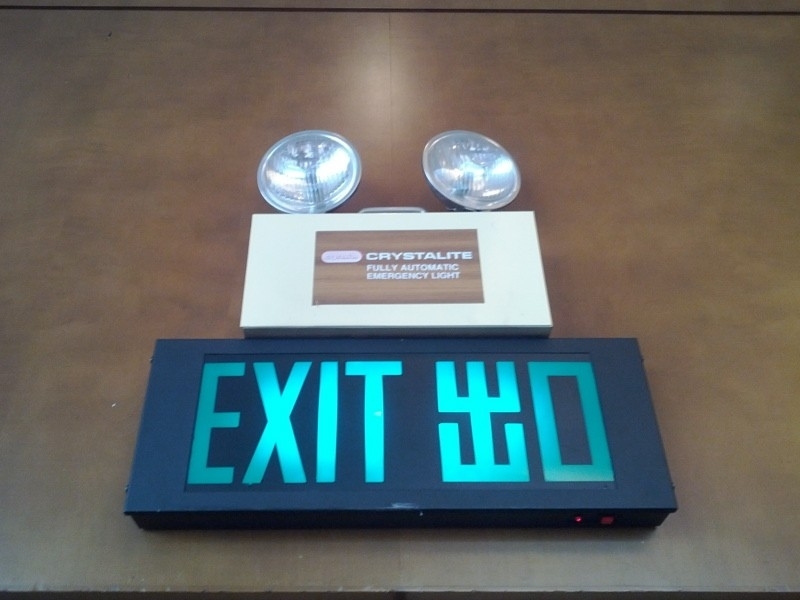 CRYSTALITE
FULLY AUTOMATIC
EMERGENCY LIGHT
EXIT 出口